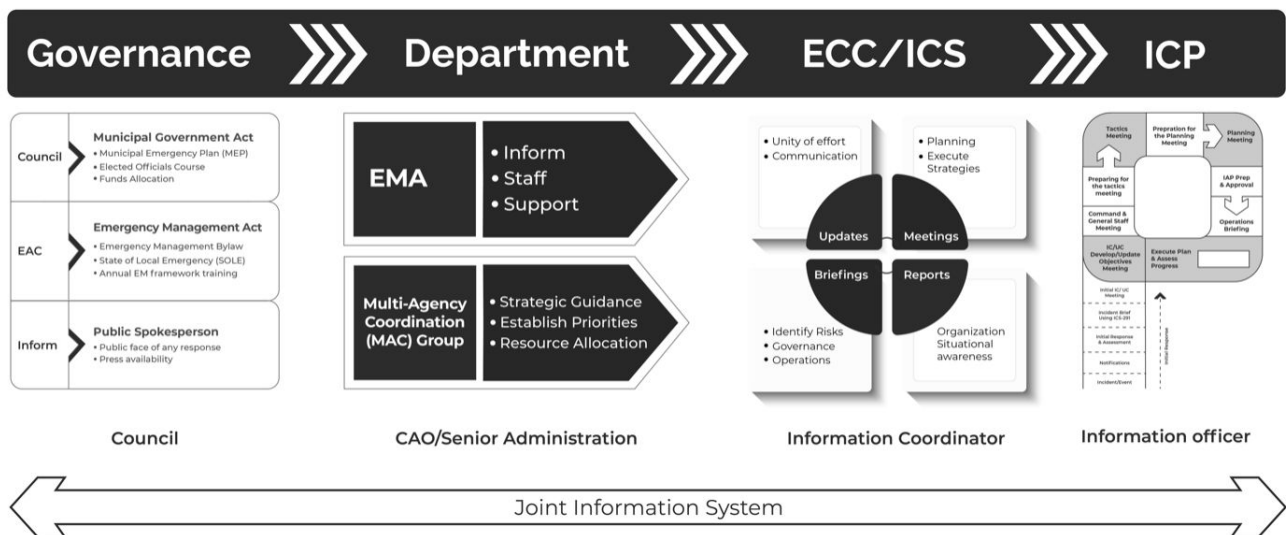 Governance
Department
ECC/ICS
ICP
Council
Municipal Government Act
• Municipal Emergency Plan (MEP)
• Elected Officials Course
• Funds Allocation
EAC
Emergency Management Act
• Emergency Management Bylaw
• State of Local Emergency (SOLE)
• Annual EM framework training
Inform
Public Spokesperson
• Public face of any response
• Press availability
Council
EMA
• Inform
• Staff
• Support
Multi-Agency
Coordination
(MAC) Group
• Strategic Guidance
• Establish Priorities
• Resource Allocation
CAO/Senior Administration
• Unity of effort
• Communication
• Planning
• Execute
Strategies
Updates
Meetings
Briefings
Reports
• Identify Risks
• Governance
• Operations
Organization
Situational
awareness
Information Coordinator
Tactics
Meeting
Prepration for
the Planning
Meeting
Planning
Meeting
Preparing for
the tactics
meeting
IAP Prep
& Approval
Command &
General Staff
Meeting
Operations
Briefing
IC/UC
Develop/Update
Objectives
Meeting
Execute Plan
& Assess
Progress
Initial IC/ UC
Meeting
Incident Brief
Using ICS-201
Initial Response
& Assessment
Notifications
Incident/Event
Initial Response
Information officer
Joint Information System